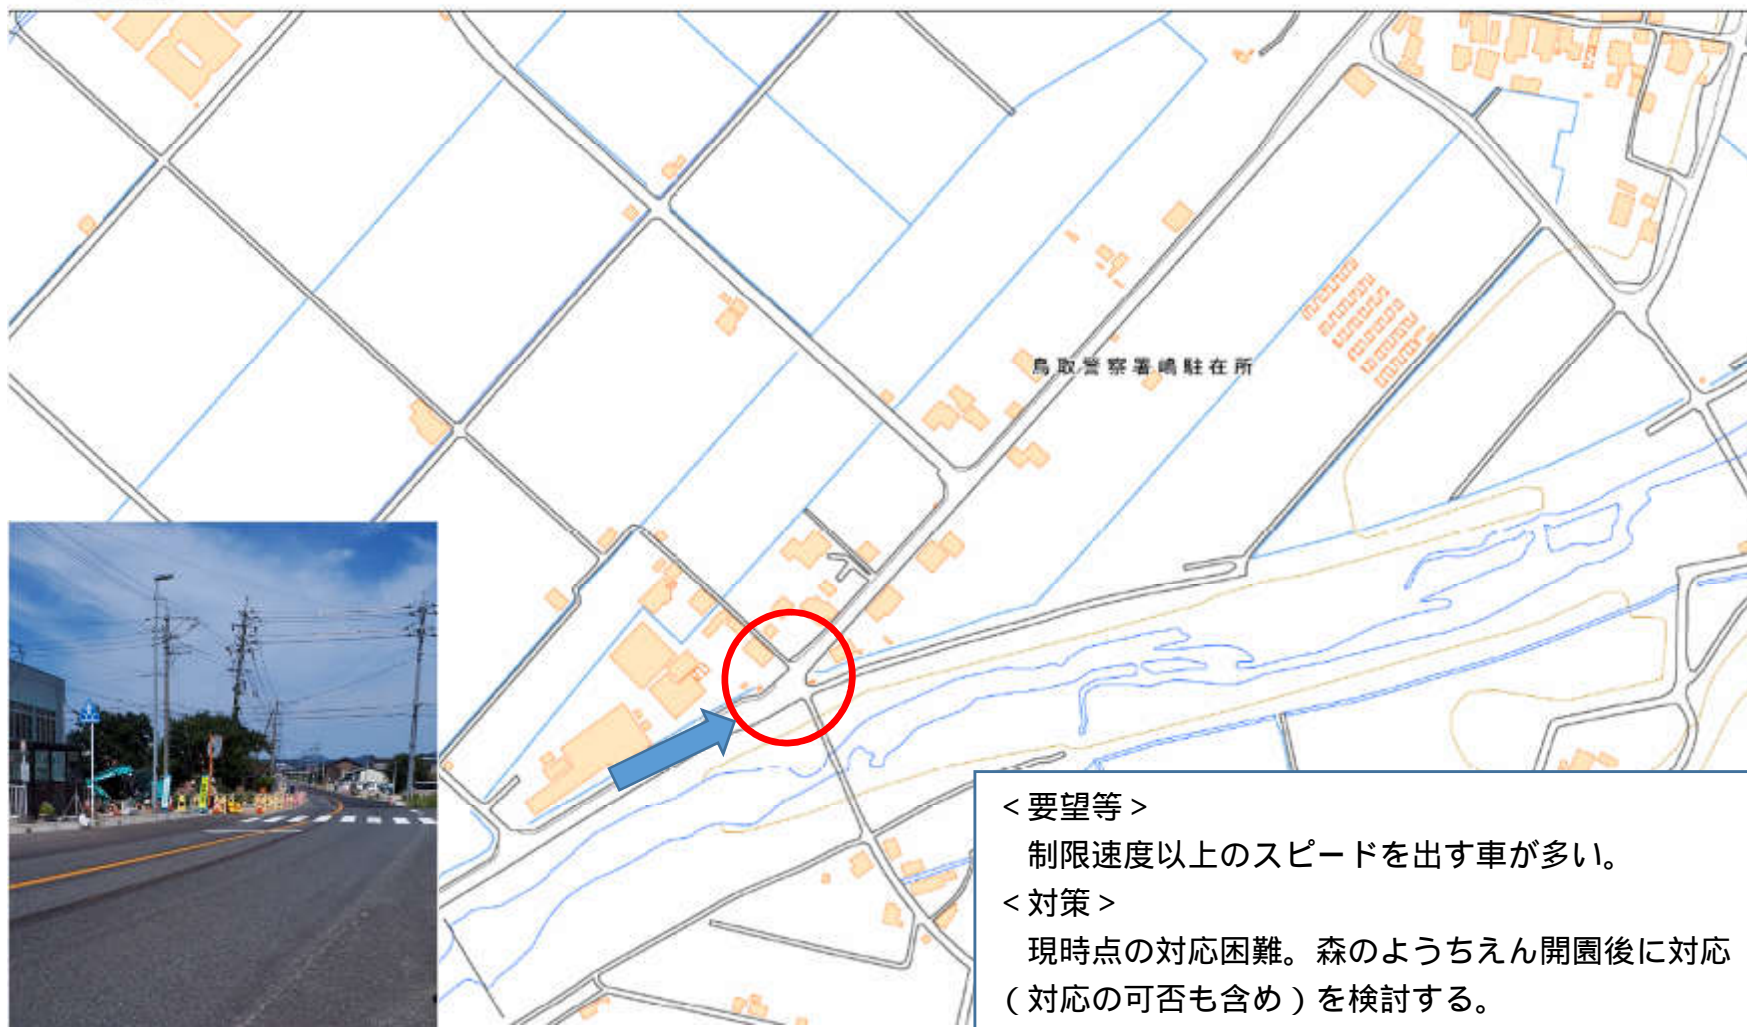 鳥取警察署嶋駐在所
<要望等>
制限速度以上のスピードを出す車が多い。
<対策>
現時点の対応困難。森のようちえん開園後に対応
(対応の可否も含め)を検討する。